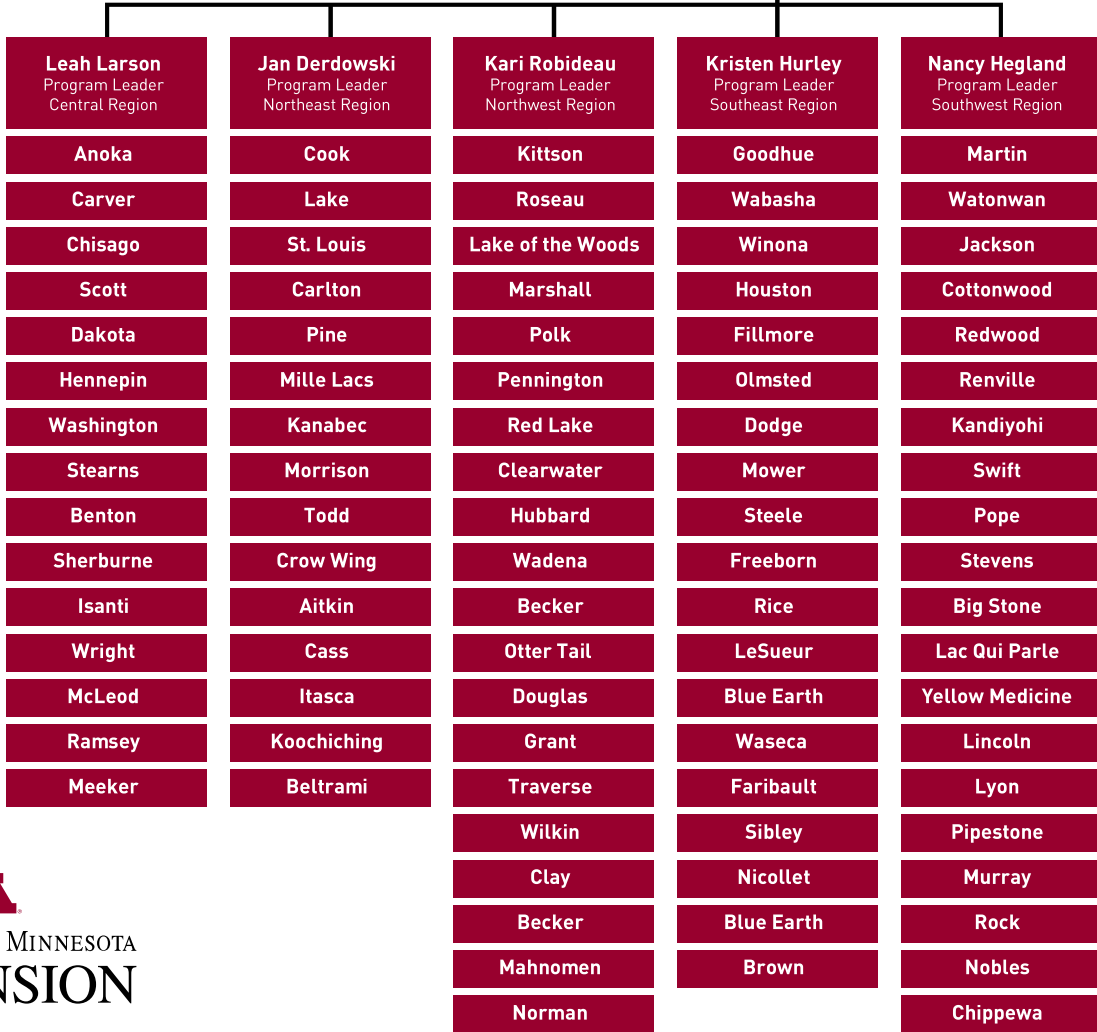 Leah Larson
Program Leader
Central Region
Anoka
Carver
Chisago
Scott
Dakota
Hennepin
Washington
Stearns
Benton
Sherburne
Isanti
Wright
McLeod
Ramsey
Meeker
Jan Derdowski
Program Leader
Northeast Region
Cook
Lake
St. Louis
Carlton
Pine
Mille Lacs
Kanabec
Morrison
Todd
Crow Wing
Aitkin
Cass
Itasca
Koochiching
Beltrami
Kari Robideau
Program Leader
Northwest Region
Kittson
Roseau
Lake of the Woods
Marshall
Polk
Pennington
Red Lake
Clearwater
Hubbard
Wadena
Becker
Otter Tail
Douglas
Grant
Traverse
Wilkin
Clay
Becker
Mahnomen
Norman
Kristen Hurley
Program Leader
Southeast Region
Goodhue
Wabasha
Winona
Houston
Fillmore
Olmsted
Dodge
Mower
Steele
Freeborn
Rice
LeSueur
Blue Earth
Waseca
Faribault
Sibley
Nicollet
Blue Earth
Brown
Nancy Hegland
Program Leader
Southwest Region
Martin
Watonwan
Jackson
Cottonwood
Redwood
Renville
Kandiyohi
Swift
Pope
Stevens
Big Stone
Lac Qui Parle
Yellow Medicine
Lincoln
Lyon
Pipestone
Murray
Rock
Nobles
Chippewa
MINNESOTA
NSION